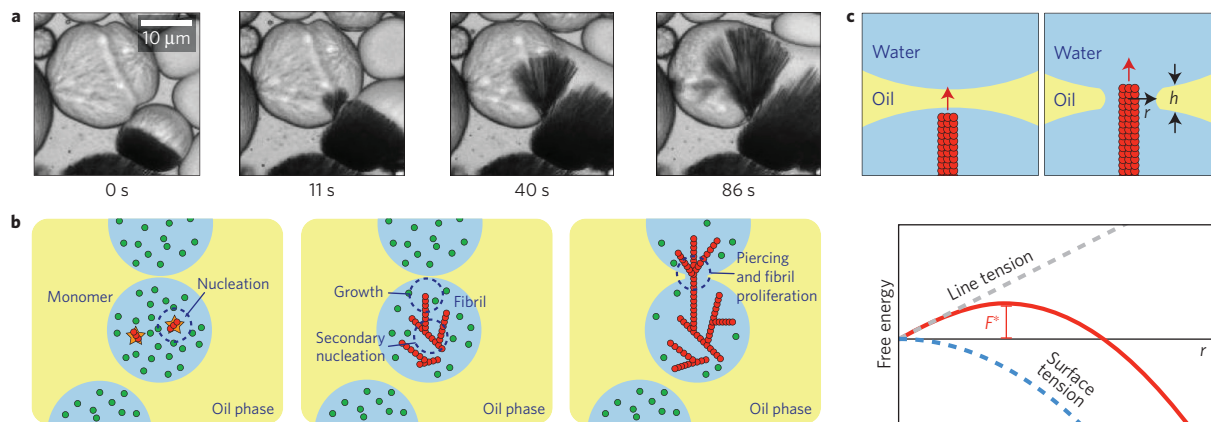 a
10 μm
0 s
11 s
40 s
86 s
b
Monomer
Nucleation
Oil phase
Growth
Fibril
Secondary
nucleation
Oil phase
Piercing
and fibril
proliferation
Oil phase
c
Water
Oil
Water
Oil
r
h
Free energy
Line tension
F*
r
Surface
tension